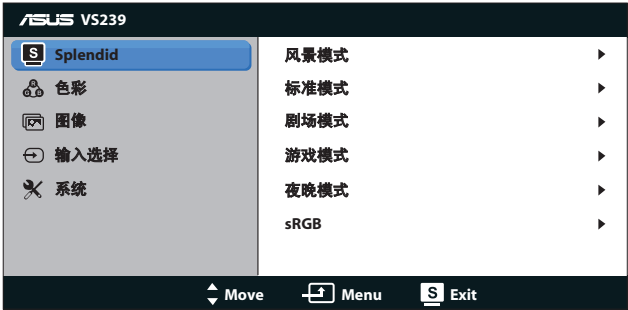 ASUS VS239
S Splendid
色彩
图像
输入选择
系统
风景模式
标准模式
剧场模式
游戏模式
夜晚模式
sRGB
Move Menu S Exit